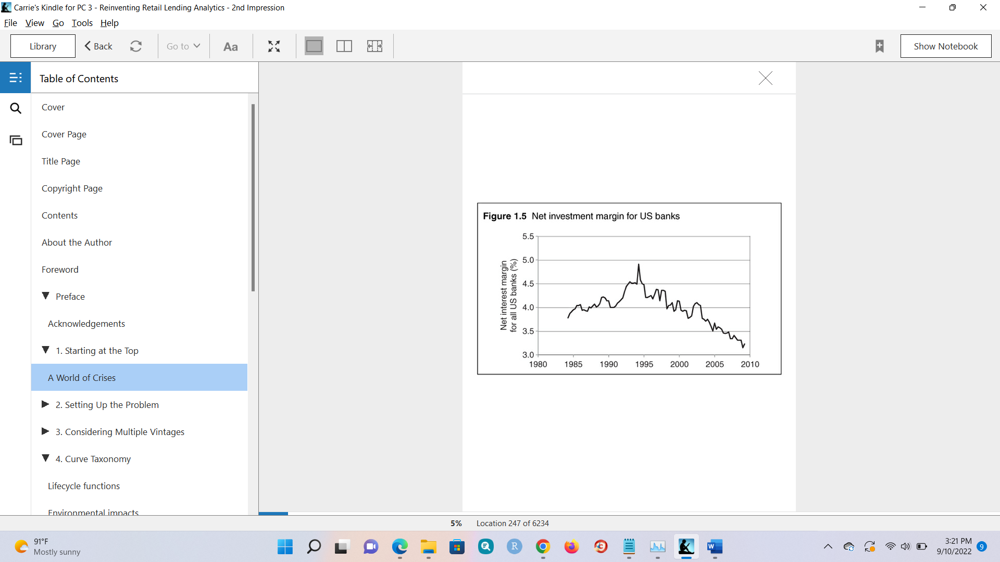 Carrie's Kindle for PC 3 - Reinventing Retail Lending Analytics - 2nd Impression
File View Go Tools Help
Library
Back
Go to
Aa
Show Notebook
Table of Contents
Cover
Cover Page
Title Page
Copyright Page
Contents
About the Author
Foreword
Preface
Acknowledgements
1. Starting at the Top
A World of Crises
2. Setting Up the Problem
3. Considering Multiple Vintages
4. Curve Taxonomy
Lifecycle functions
Environmental impacts
Figure 1.5 Net investment margin for US banks
Net interest margin
for all US banks (%)
5.5
5.0
4.5
4.0
3.5
3.0
1980 1985 1990 1995 2000 2005 2010
5% Location 247 of 6234
91°F
Mostly sunny
R
W
3:21 PM
9/10/2022
9